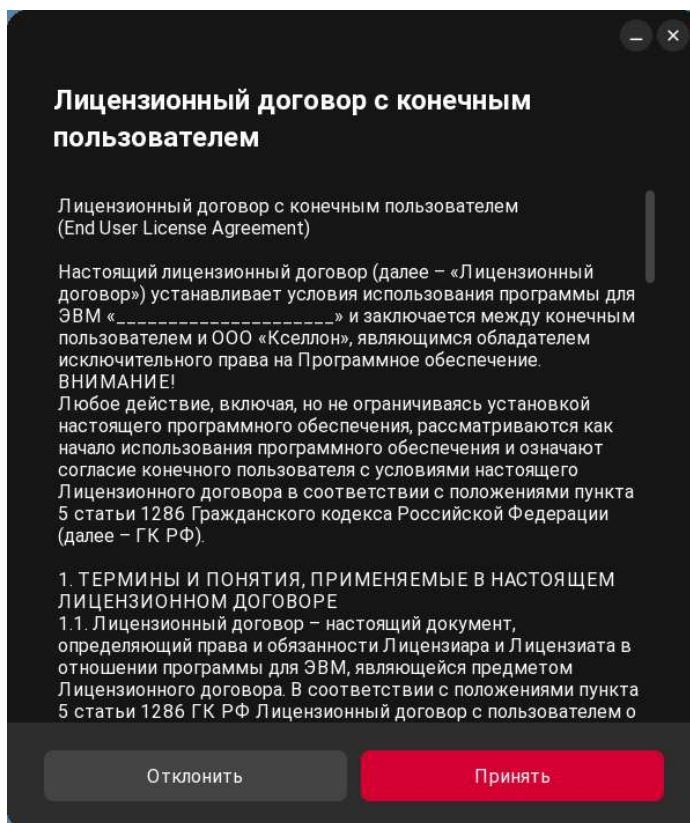 Лицензионный договор с конечным
пользователем
Лицензионный договор с конечным пользователем
(End User License Agreement)
Настоящий лицензионный договор (далее – «Лицензионный
договор») устанавливает условия использования программы для
ЭВМ «______________________» и заключается между конечным
пользователем и ООО «Кселлон», являющимся обладателем
исключительного права на Программное обеспечение.
ВНИМАНИЕ!
Любое действие, включая, но не ограничиваясь установкой
настоящего программного обеспечения, рассматриваются как
начало использования программного обеспечения и означают
согласие конечного пользователя с условиями настоящего
Лицензионного договора в соответствии с положениями пункта
5 статьи 1286 Гражданского кодекса Российской Федерации
(далее – ГК РФ).
1. ТЕРМИНЫ И ПОНЯТИЯ, ПРИМЕНЯЕМЫЕ В НАСТОЯЩЕМ
ЛИЦЕНЗИОННОМ ДОГОВОРЕ
1.1. Лицензионный договор – настоящий документ,
определяющий права и обязанности Лицензиара и Лицензиата в
отношении программы для ЭВМ, являющейся предметом
Лицензионного договора. В соответствии с положениями пункта
5 статьи 1286 ГК РФ Лицензионный договор с пользователем о
Отклонить
Принять